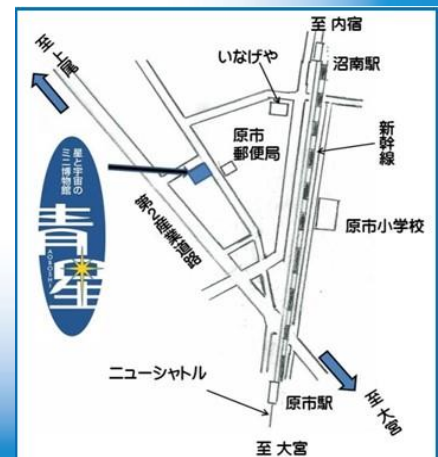 至 内宿
至上尾
いなげや
沼南駅
原市
郵便局
新幹線
星と宇宙の
ミニ博物館
青星
AOBOSHI
第2産業道路
原市小学校
ニューシャトル
原市駅
至大宮
至 大宮